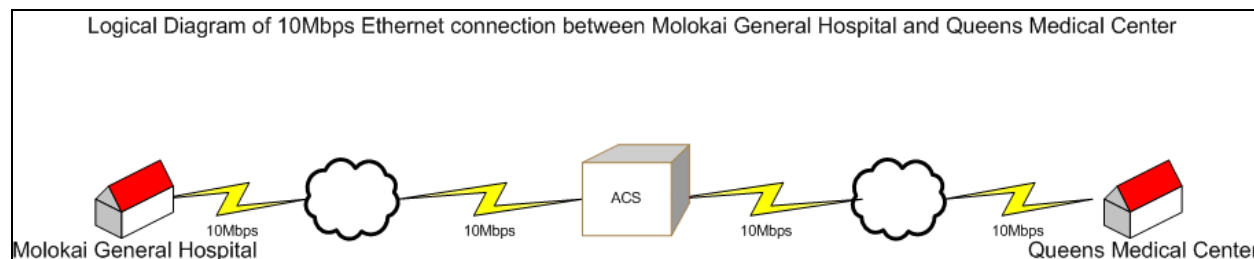 Logical Diagram of 10Mbps Ethernet connection between Molokai General Hospital and Queens Medical Center
ACS
10Mbps
10Mbps
10Mbps
10Mbps
Molokai General Hospital
Queens Medical Center